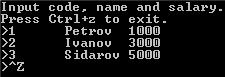 Input code, name and salary.
Press Ctrl+z to exit.
>1      Petrov  1000
>2      Ivanov  3000
>3      Sidarov 5000
>^Z